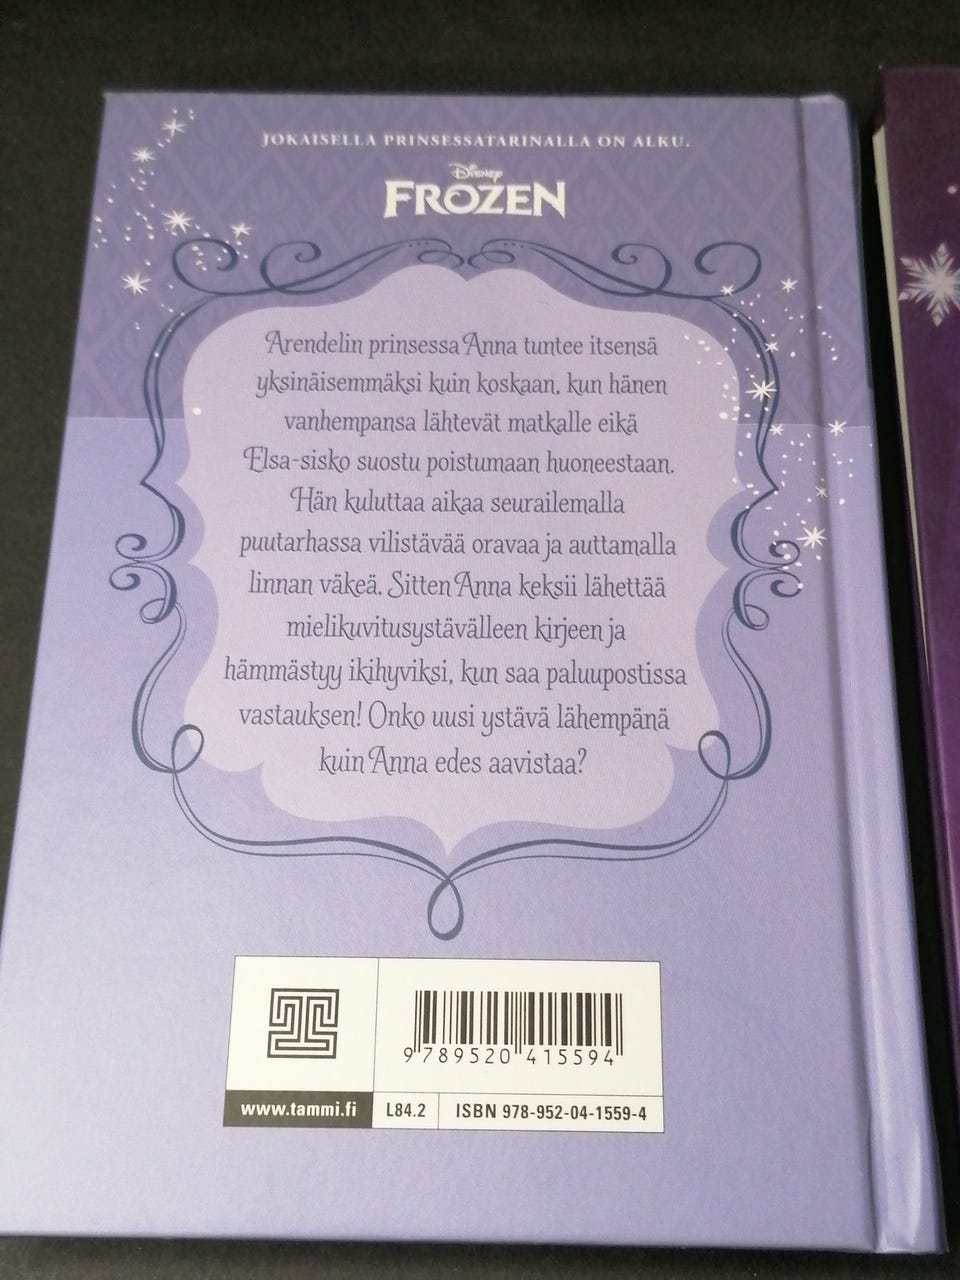 JOKAISELLA PRINSESSATARINALLA ON ALKU.
DISNEY
FROZEN
Arendelin prinsessa Anna tuntee itsensä
yksinäisemmäksi kuin koskaan, kun hänen
vanhempansa lähtevät matkalle eikä
Elsa-sisko suostu poistumaan huoneestaan.
Hän kuluttaa aikaa seurailemalla
puutarhassa vilistävää oravaa ja auttamalla
linnan väkeä. Sitten Anna keksii lähettää
mielikuvitusystävälleen kirjeen ja
hämmästyy ikihyviksi, kun saa paluupostissa
vastauksen! Onko uusi ystävä lähempänä
kuin Anna edes aavistaa?
9 789520 415594
www.tammi.fi L84.2 ISBN 978-952-04-1559-4